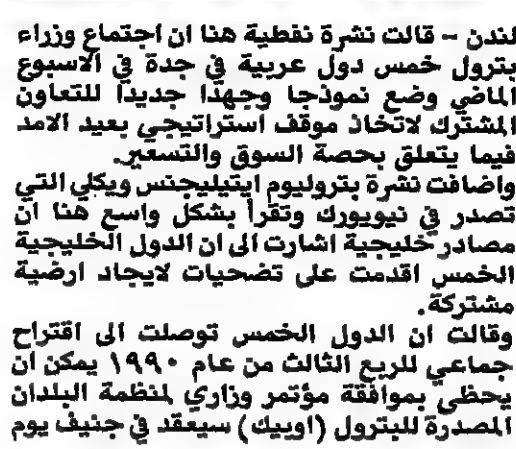 لندن - قالت نشرة نفطية هنا ان اجتماع وزراء
بترول خمس دول عربية في جدة في الاسبوع
الماضي وضع نموذجا وجهدا جديدا للتعاون
المشترك لاتخاذ موقف استراتيجي بعيد الامد
فيما يتعلق بحصة السوق والتسعير.
واضافت نشرة بتروليوم ايتيليجنس ويكلي التي
تصدر في نيويورك وتقرأ بشكل واسع هنا ان
مصادر خليجية اشارت الى ان الدول الخليجية
الخمس اقدمت على تضحيات لايجاد ارضية
مشتركة.
وقالت ان الدول الخمس توصلت الى اقتراح
جماعي للربع الثالث من عام ١٩٩٠ يمكن ان
يحظى بموافقة مؤتمر وزاري لمنظمة البلدان
المصدرة للبترول (اوبيك) سيعقد في جنيف يوم